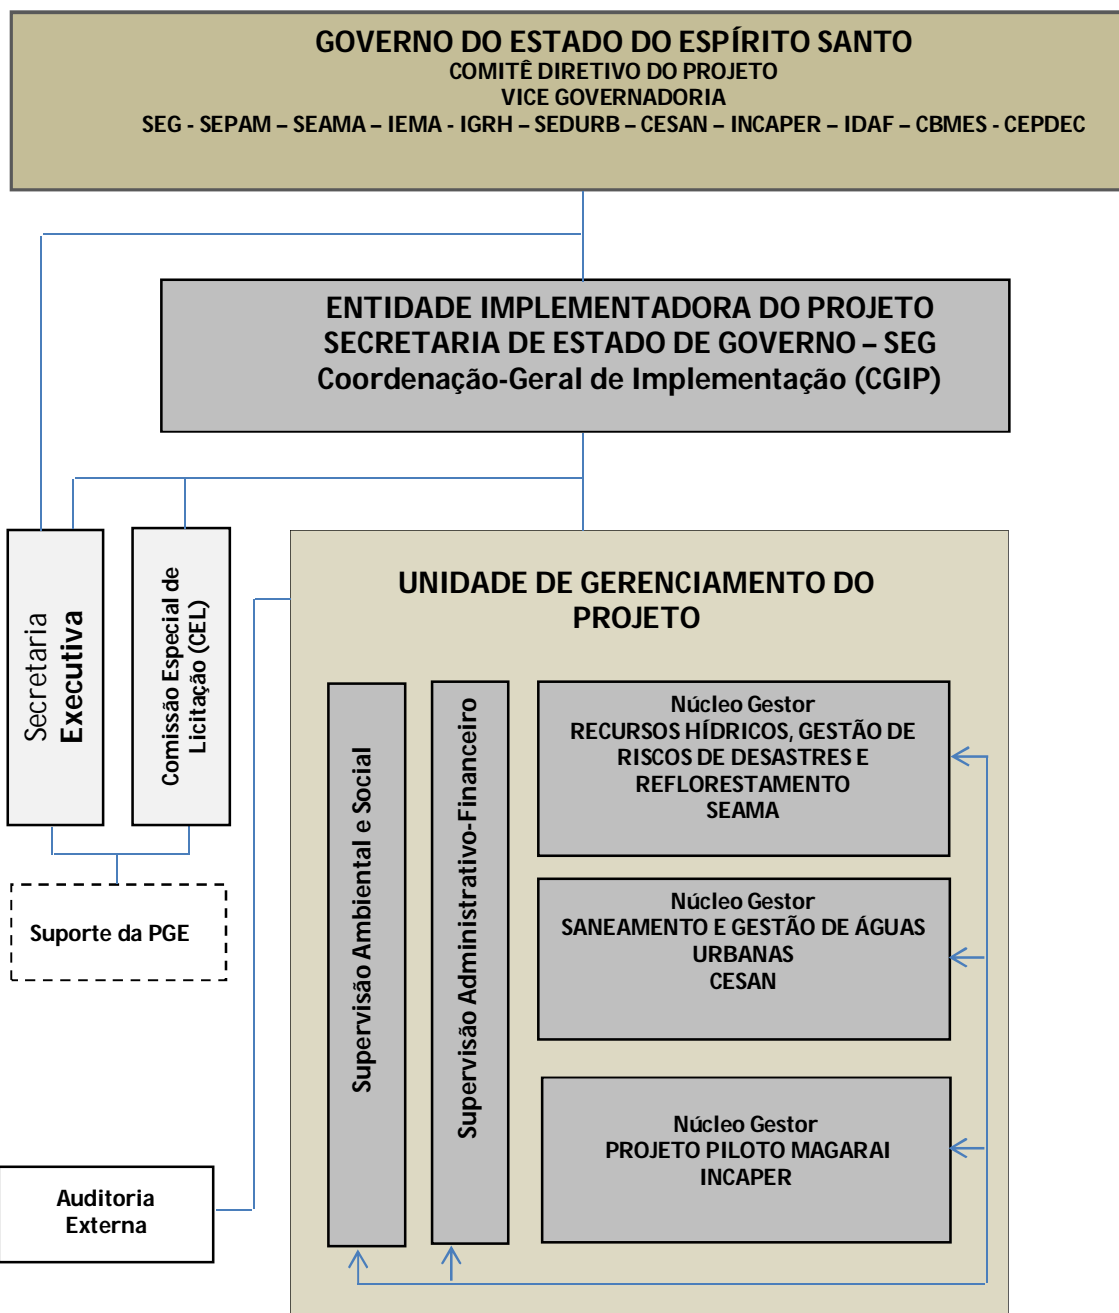 GOVERNO DO ESTADO DO ESPÍRITO SANTO
COMITÊ DIRETIVO DO PROJETO
VICE GOVERNADORIA
SEG - SEPAM – SEAMA – IEMA - IGRH – SEDURB – CESAN – INCAPER – IDAF – CBMES - CEPDEC
ENTIDADE IMPLEMENTADORA DO PROJETO
SECRETARIA DE ESTADO DE GOVERNO – SEG
Coordenação-Geral de Implementação (CGIP)
Secretaria
Executiva
Comissão Especial de
Licitação (CEL)
Suporte da PGE
Auditoria
Externa
UNIDADE DE GERENCIAMENTO DO
PROJETO
Supervisão Ambiental e Social
Supervisão Administrativo-Financeiro
Núcleo Gestor
RECURSOS HÍDRICOS, GESTÃO DE
RISCOS DE DESASTRES E
REFLORESTAMENTO
SEAMA
Núcleo Gestor
SANEAMENTO E GESTÃO DE ÁGUAS
URBANAS
CESAN
Núcleo Gestor
PROJETO PILOTO MAGARAI
INCAPER